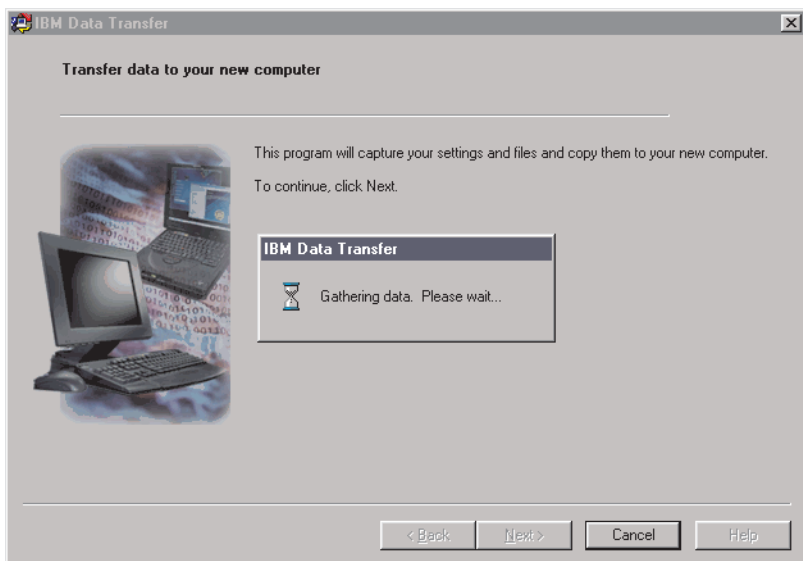 IBM Data Transfer
Transfer data to your new computer
This program will capture your settings and files and copy them to your new computer.
To continue, click Next.
IBM Data Transfer
Gathering data. Please wait...
< Back Next > Cancel Help